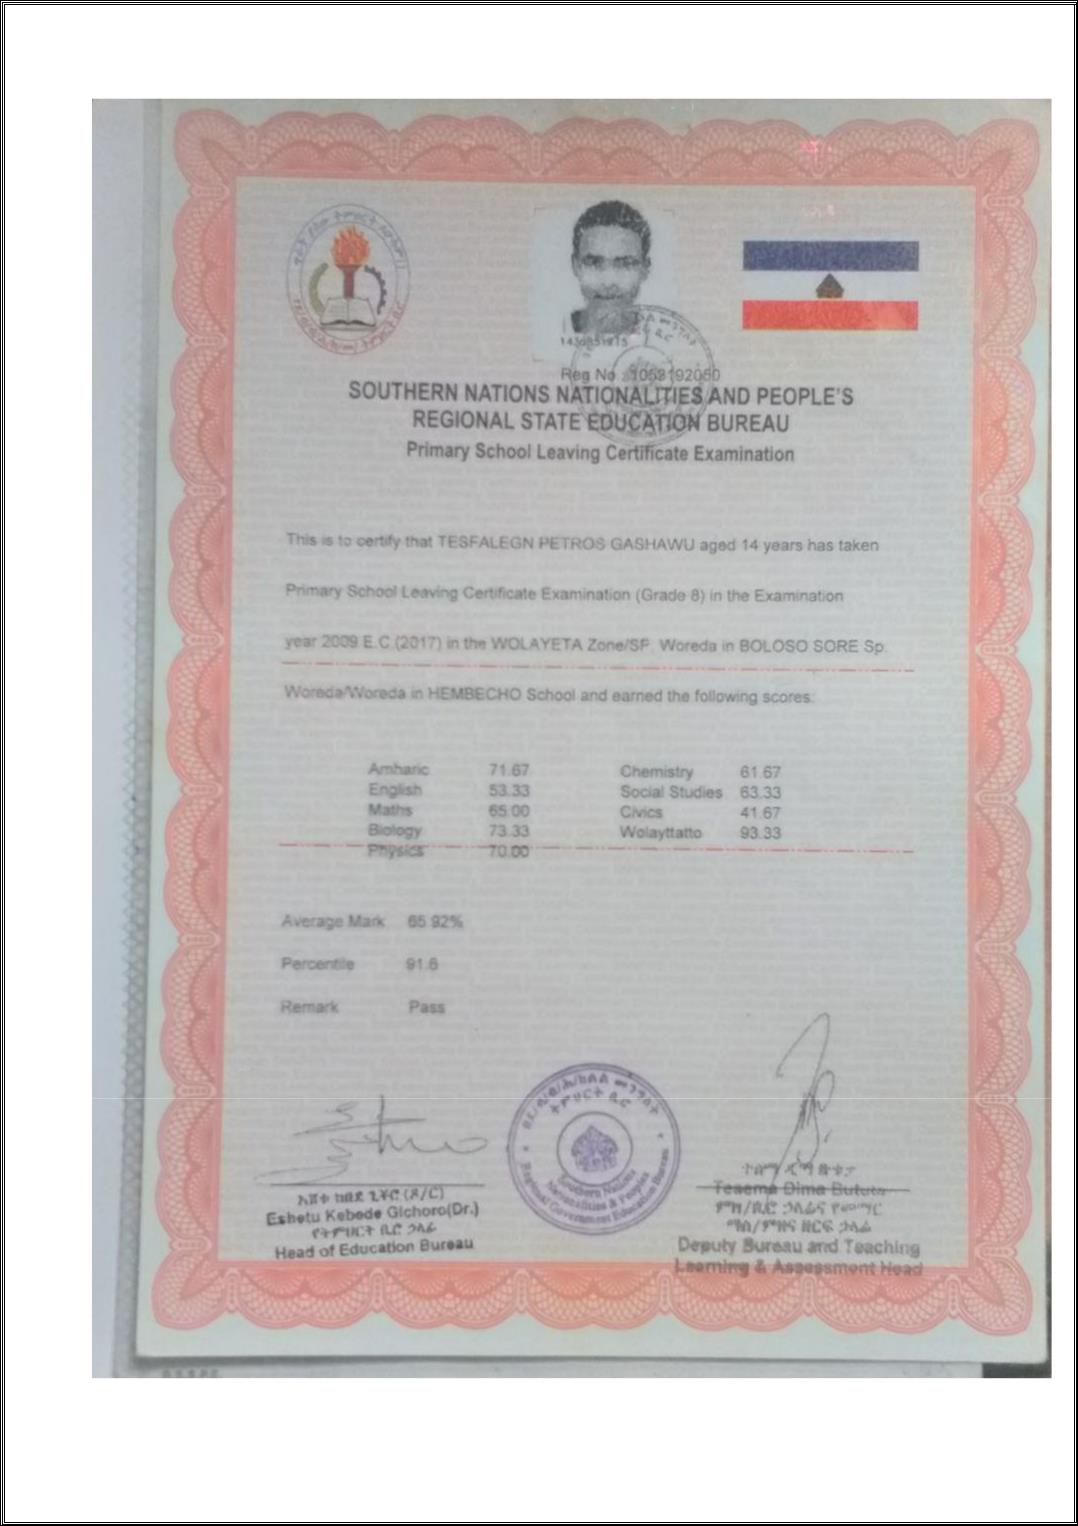 Reg No : 1053192050
SOUTHERN NATIONS NATIONALITIES AND PEOPLE'S
REGIONAL STATE EDUCATION BUREAU
Primary School Leaving Certificate Examination
This is to certify that TESFALEGN PETROS GASHAWU aged 14 years has taken
Primary School Leaving Certificate Examination (Grade 8) in the Examination
year 2009 E.C (2017) in the WOLAYETA Zone/SP. Woreda in BOLOSO SORE Sp.
Woreda/Woreda in HEMBECHO School and earned the following scores:
Amharic 71.67 Chemistry 61.67
English 53.33 Social Studies 63.33
Maths 65.00 Civics 41.67
Biology 73.33 Wolayttatto 93.33
Physics 70.00
Average Mark 65.92%
Percentile 91.6
Remark Pass
ትምህርት ቢሮ
Southern Nations
Nationalities & Peoples
Regional Government Education Bureau
እሸቱ ከበደ ጊቾሮ (ዶ/ር)
Eshetu Kebede Gichoro(Dr.)
የትምህርት ቢሮ ኃላፊ
Head of Education Bureau
Tesema Dima Bututa
ም/ቢሮ ኃላፊና የመማር
ማስ/ምዘና ዘርፍ ኃላፊ
Deputy Bureau and Teaching
Learning & Assessment Head